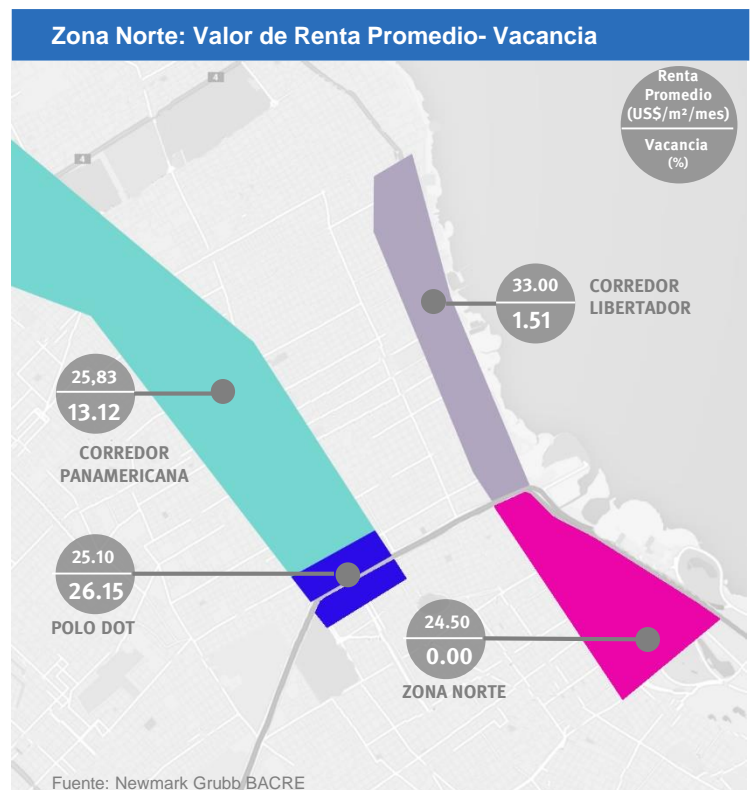 Zona Norte: Valor de Renta Promedio- Vacancia
4
4
Renta
Promedio
(US$/m²/mes)
Vacancia
(%)
33.00
1.51
CORREDOR
LIBERTADOR
25,83
13.12
CORREDOR
PANAMERICANA
25.10
26.15
POLO DOT
24.50
0.00
ZONA NORTE
Fuente: Newmark Grubb BACRE